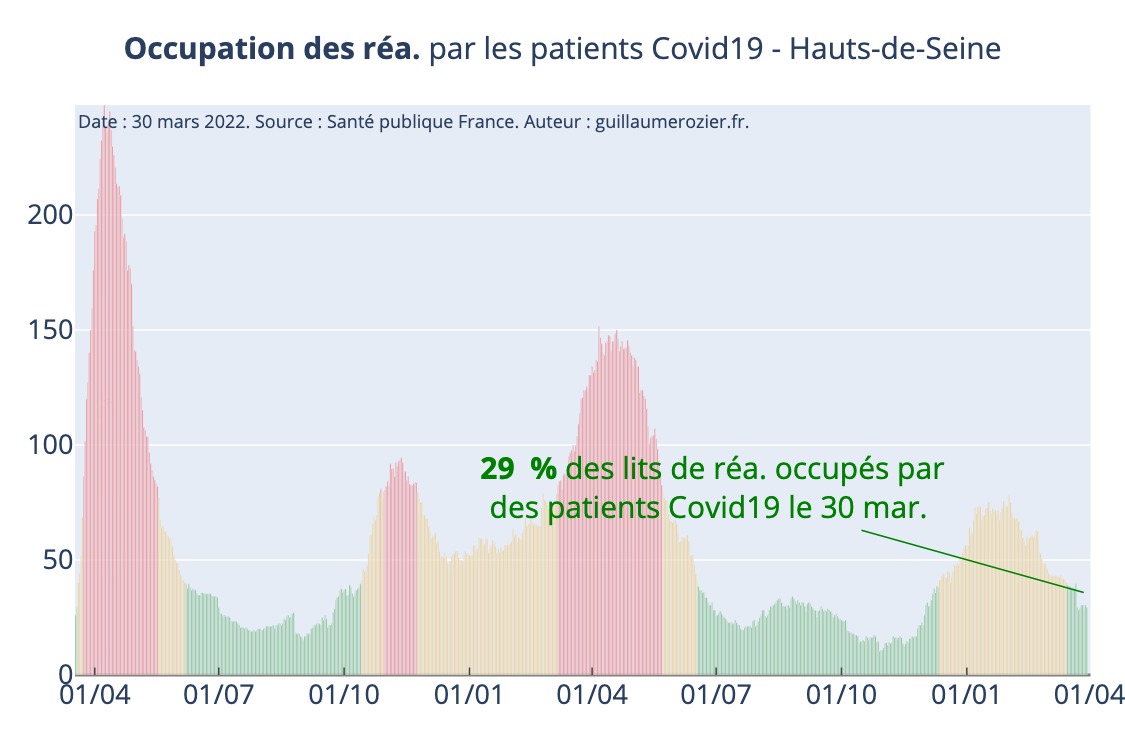 Occupation des réa. par les patients Covid19 - Hauts-de-Seine
Date : 30 mars 2022. Source : Santé publique France. Auteur : guillaumerozier.fr.
200
150
100
29 % des lits de réa. occupés par
des patients Covid19 le 30 mar.
50
0
01/04 01/07 01/10 01/01 01/04 01/07 01/10 01/01 01/04